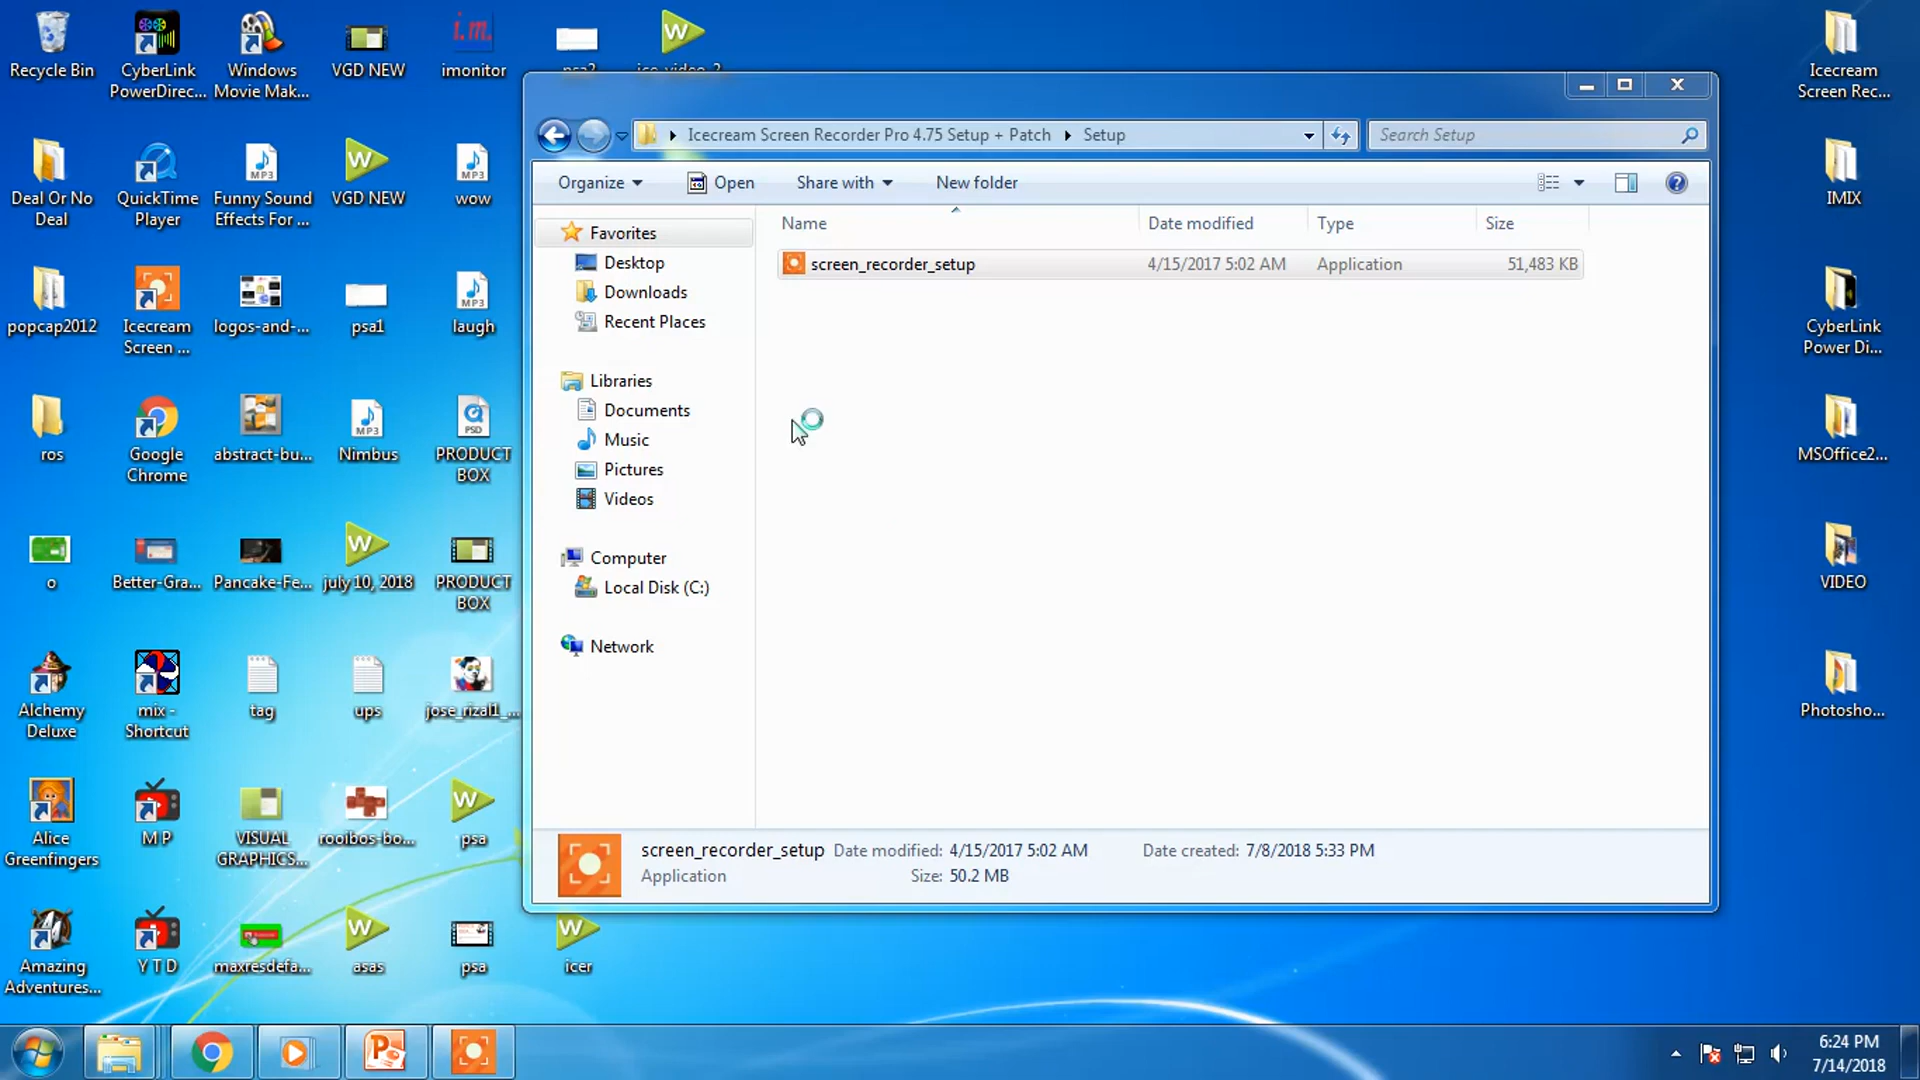 Recycle Bin
CyberLink
PowerDirec...
Windows
Movie Mak...
VGD NEW
imonitor
i.m.
psa2
ice_video_2
Deal Or No
Deal
QuickTime
Player
Funny Sound
Effects For ...
VGD NEW
wow
popcap2012
Icecream
Screen ...
logos-and-...
psa1
laugh
ros
Google
Chrome
abstract-bu...
Nimbus
PRODUCT
BOX
o
Better-Gra...
Pancake-Fe...
july 10, 2018
PRODUCT
BOX
Alchemy
Deluxe
mix -
Shortcut
tag
ups
jose_rizal1_...
Alice
Greenfingers
M P
VISUAL
GRAPHICS...
rooibos-bo...
psa
Amazing
Adventures...
Y T D
maxresdefa...
asas
psa
icer
Icecream Screen Recorder Pro 4.75 Setup + Patch Setup
Search Setup
Organize Open Share with New folder
Name Date modified Type Size
screen_recorder_setup 4/15/2017 5:02 AM Application 51,483 KB
Favorites
Desktop
Downloads
Recent Places
Libraries
Documents
Music
Pictures
Videos
Computer
Local Disk (C:)
Network
screen_recorder_setup Date modified: 4/15/2017 5:02 AM Date created: 7/8/2018 5:33 PM
Application Size: 50.2 MB
Icecream
Screen Rec...
IMIX
CyberLink
Power Di...
MSOffice2...
VIDEO
Photosho...
6:24 PM
7/14/2018